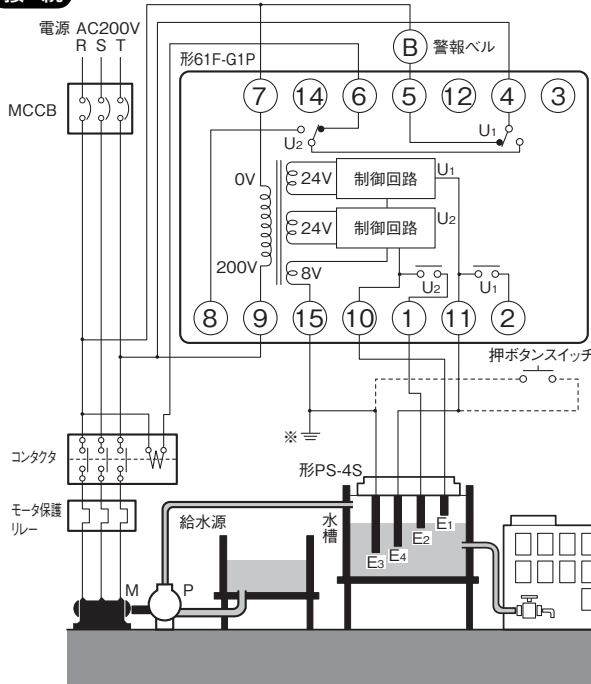 接 続
電源 AC200V
R S T
B 警報ベル
形61F-G1P
MCCB
7 14 6 5 12 4 3
U2
U1
0V
24V 制御回路 U1
24V 制御回路 U2
200V
8V
U2 U1
8 9 15 10 1 11 2
押ボタンスイッチ
※
コンタクタ
形PS-4S
モータ保護
リレー
給水源
水槽
E3 E4 E2 E1
M P